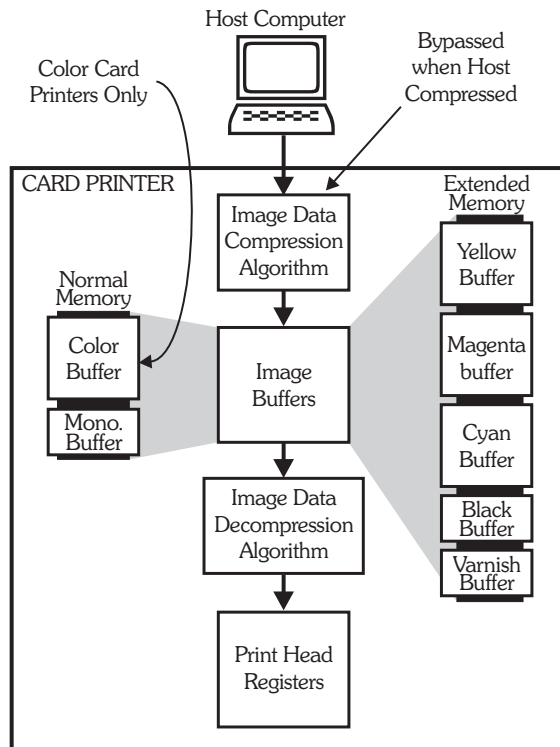 Host Computer
Color Card
Printers Only
Bypassed
when Host
Compressed
CARD PRINTER
Image Data
Compression
Algorithm
Extended
Memory
Yellow
Buffer
Normal
Memory
Color
Buffer
Image
Buffers
Magenta
buffer
Mono.
Buffer
Cyan
Buffer
Image Data
Decompression
Algorithm
Black
Buffer
Varnish
Buffer
Print Head
Registers